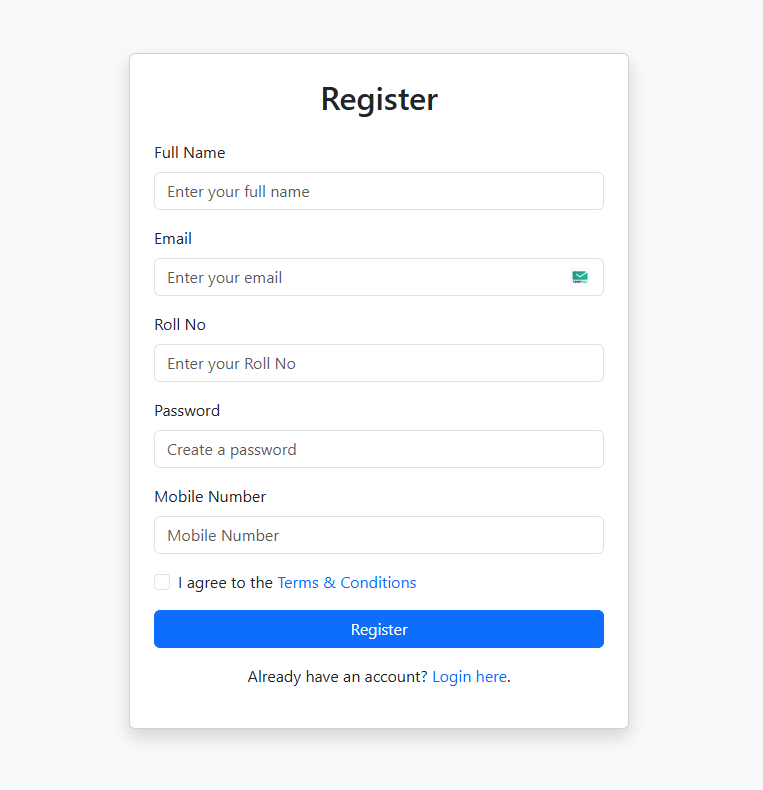 Register
Full Name
Enter your full name
Email
Enter your email
Roll No
Enter your Roll No
Password
Create a password
Mobile Number
Mobile Number
I agree to the Terms & Conditions
Register
Already have an account? Login here.